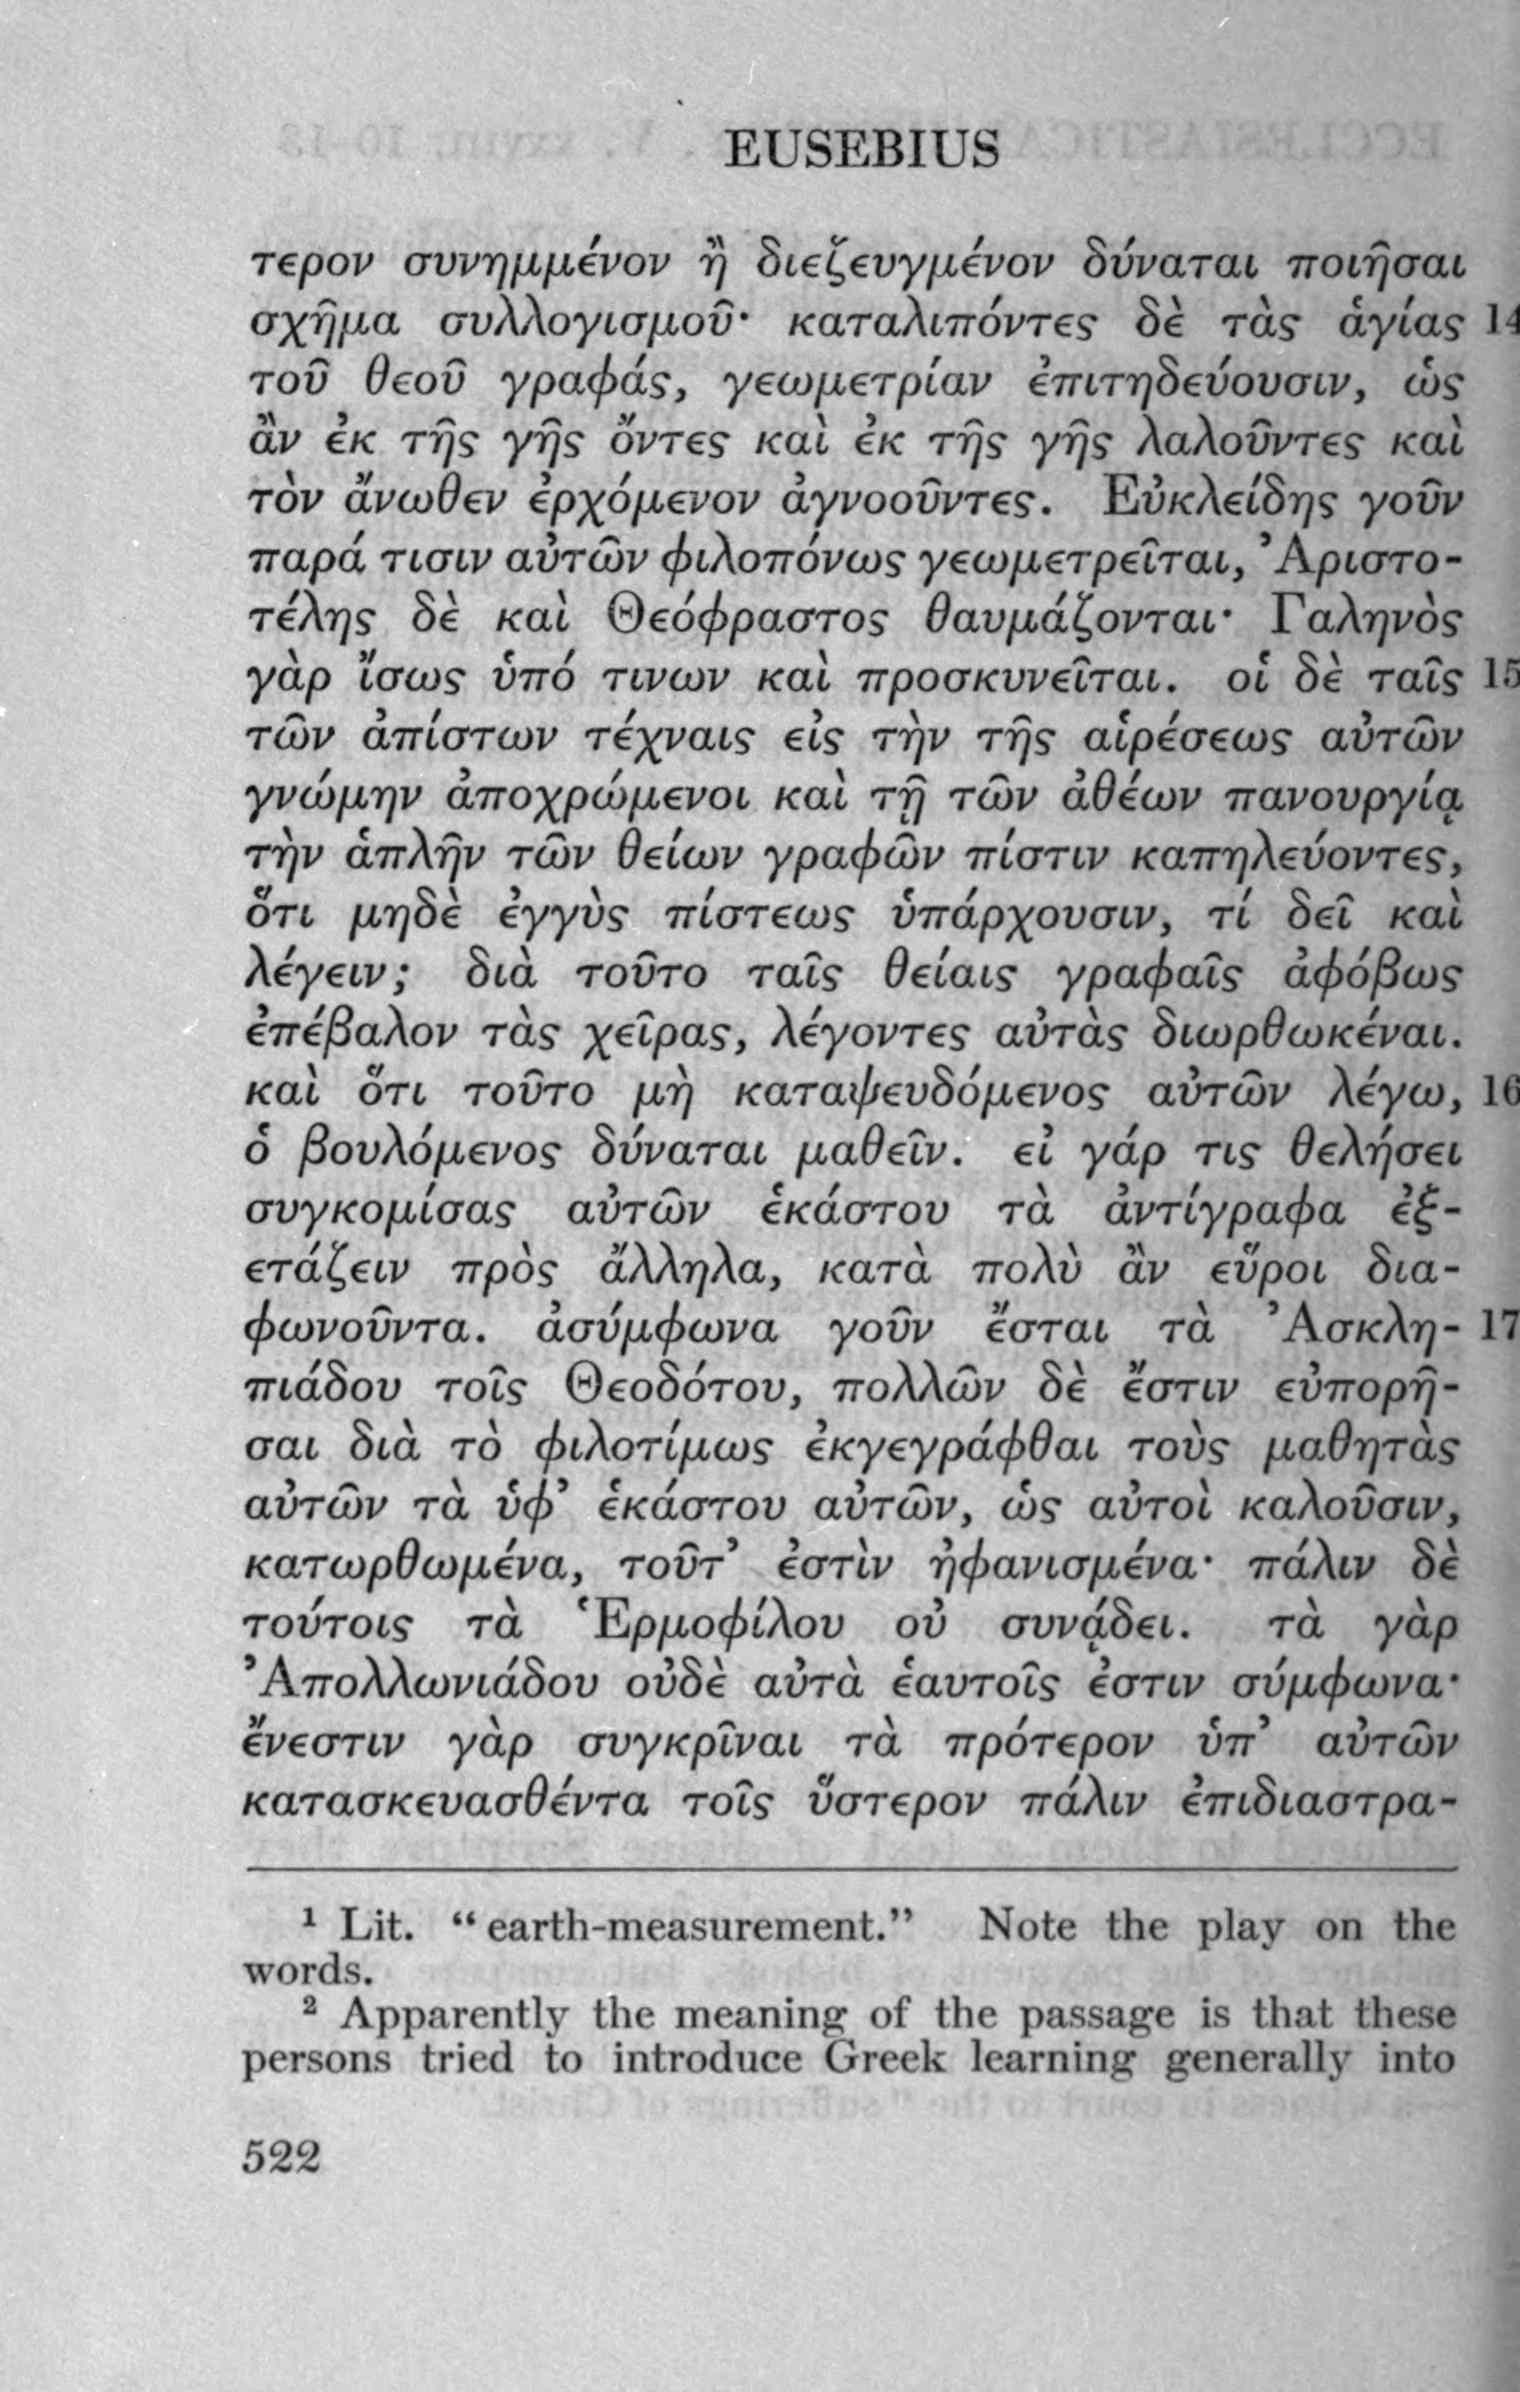 EUSEBIUS
τερον συνημμένον ἢ διεζευγμένον δύναται ποιῆσαι
σχῆμα συλλογισμοῦ· καταλιπόντες δὲ τὰς ἁγίας 14
τοῦ θεοῦ γραφάς, γεωμετρίαν ἐπιτηδεύουσιν, ὡς
ἂν ἐκ τῆς γῆς ὄντες καὶ ἐκ τῆς γῆς λαλοῦντες καὶ
τὸν ἄνωθεν ἐρχόμενον ἀγνοοῦντες. Εὐκλείδης γοῦν
παρά τισιν αὐτῶν φιλοπόνως γεωμετρεῖται, Ἀριστο-
τέλης δὲ καὶ Θεόφραστος θαυμάζονται· Γαληνὸς
γὰρ ἴσως ὑπό τινων καὶ προσκυνεῖται. οἱ δὲ ταῖς 15
τῶν ἀπίστων τέχναις εἰς τὴν τῆς αἱρέσεως αὐτῶν
γνώμην ἀποχρώμενοι καὶ τῇ τῶν ἀθέων πανουργίᾳ
τὴν ἁπλῆν τῶν θείων γραφῶν πίστιν καπηλεύοντες,
ὅτι μηδὲ ἐγγὺς πίστεως ὑπάρχουσιν, τί δεῖ καὶ
λέγειν; διὰ τοῦτο ταῖς θείαις γραφαῖς ἀφόβως
ἐπέβαλον τὰς χεῖρας, λέγοντες αὐτὰς διωρθωκέναι.
καὶ ὅτι τοῦτο μὴ καταψευδόμενος αὐτῶν λέγω, 16
ὁ βουλόμενος δύναται μαθεῖν. εἰ γάρ τις θελήσει
συγκομίσας αὐτῶν ἑκάστου τὰ ἀντίγραφα ἐξ-
ετάζειν πρὸς ἄλληλα, κατὰ πολὺ ἂν εὕροι δια-
φωνοῦντα. ἀσύμφωνα γοῦν ἔσται τὰ Ἀσκλη- 17
πιάδου τοῖς Θεοδότου, πολλῶν δὲ ἔστιν εὐπορῆ-
σαι διὰ τὸ φιλοτίμως ἐκγεγράφθαι τοὺς μαθητὰς
αὐτῶν τὰ ὑφ’ ἑκάστου αὐτῶν, ὡς αὐτοὶ καλοῦσιν,
κατωρθωμένα, τοῦτ’ ἐστὶν ἠφανισμένα· πάλιν δὲ
τούτοις τὰ Ἑρμοφίλου οὐ συνᾴδει. τὰ γὰρ
Ἀπολλωνιάδου οὐδὲ αὐτὰ ἑαυτοῖς ἐστιν σύμφωνα·
ἔνεστιν γὰρ συγκρῖναι τὰ πρότερον ὑπ’ αὐτῶν
κατασκευασθέντα τοῖς ὕστερον πάλιν ἐπιδιαστρα-
¹ Lit. “earth-measurement.” Note the play on the
words.
² Apparently the meaning of the passage is that these
persons tried to introduce Greek learning generally into
522